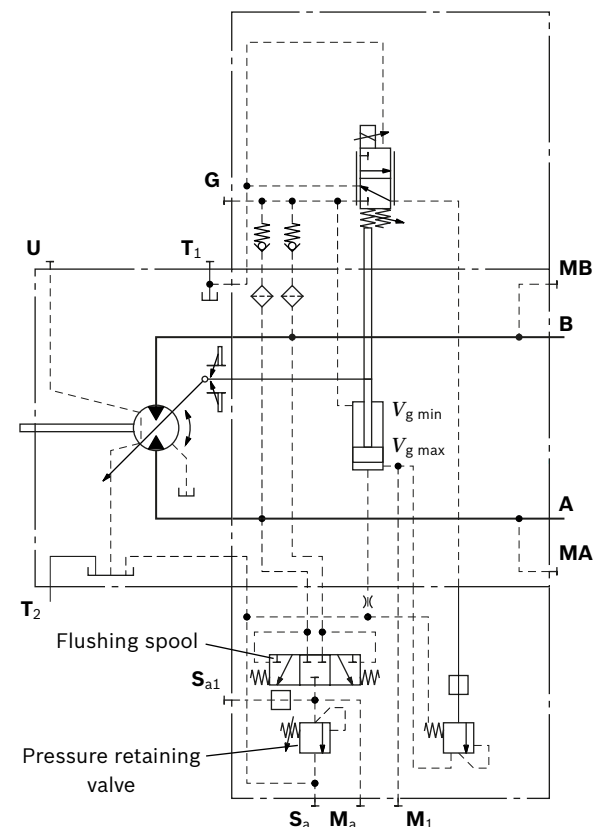 G
U
T1
MB
B
Vg min
Vg max
A
MA
T2
Flushing spool
Sa1
Pressure retaining
valve
Sa
Ma
M1